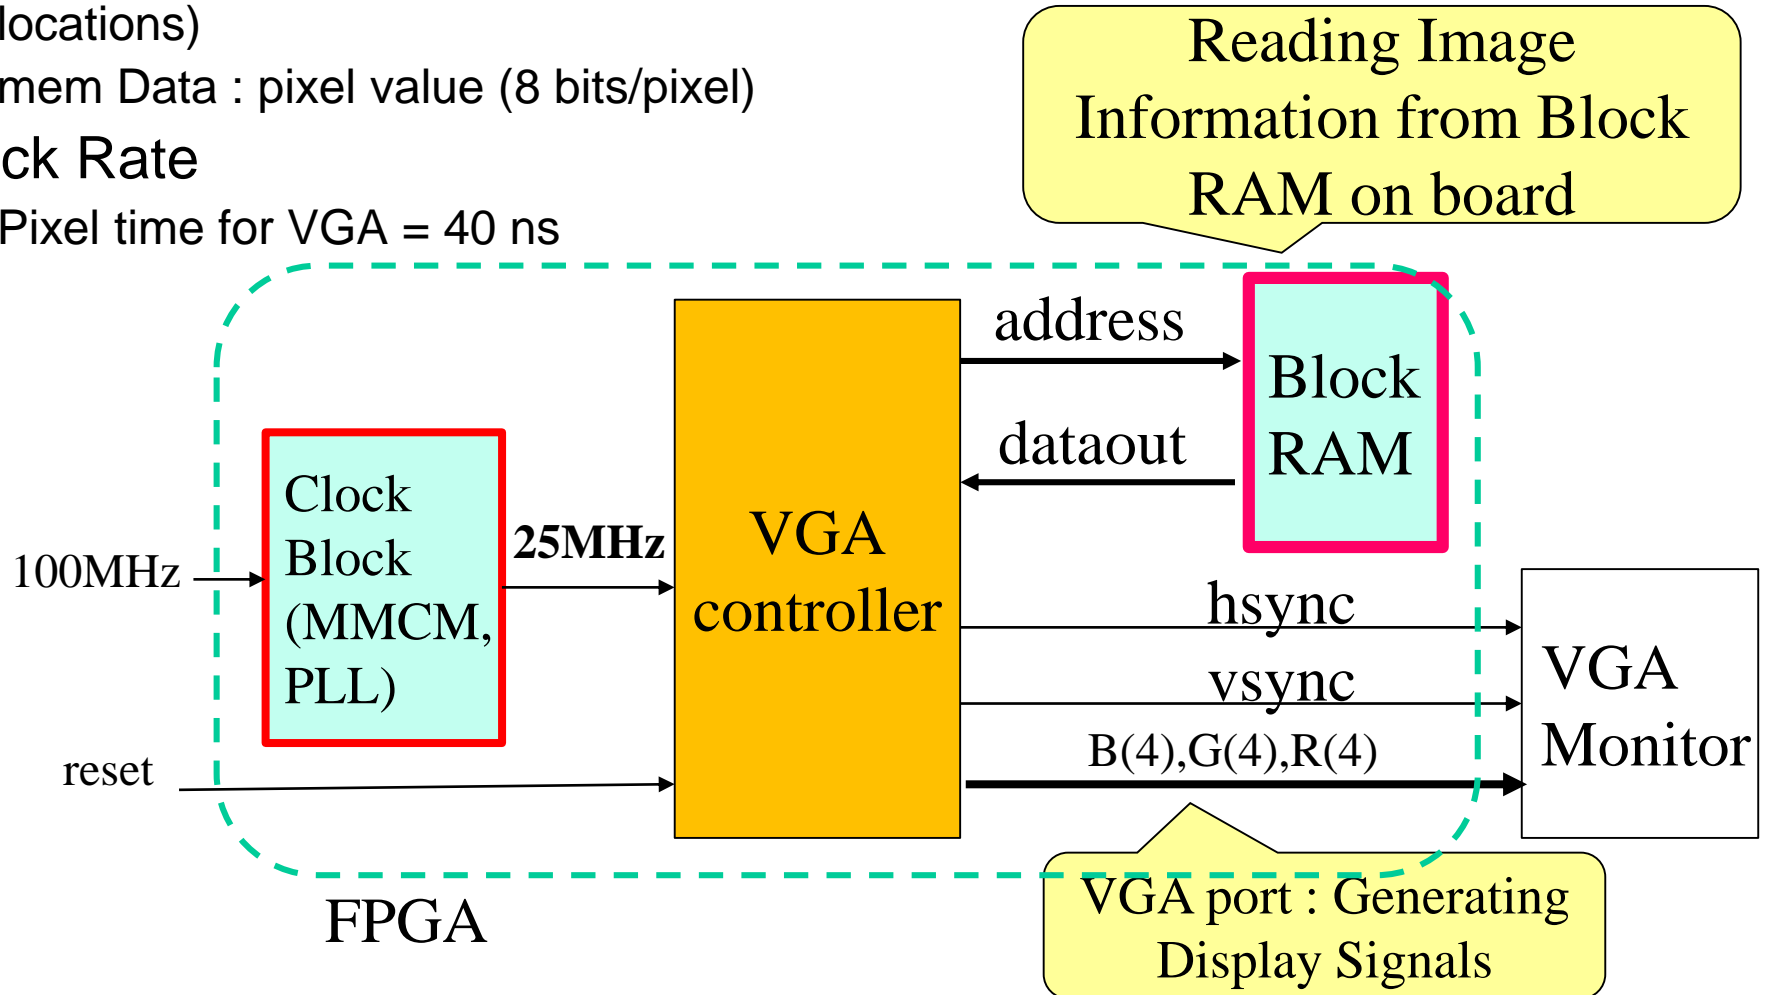 locations)
mem Data : pixel value (8 bits/pixel)
ck Rate
Pixel time for VGA = 40 ns
Reading Image
Information from Block
RAM on board
address
Block
RAM
dataout
Clock
Block
(MMCM,
PLL)
25MHz
VGA
controller
100MHz
hsync
vsync
B(4),G(4),R(4)
VGA
Monitor
reset
FPGA
VGA port : Generating
Display Signals